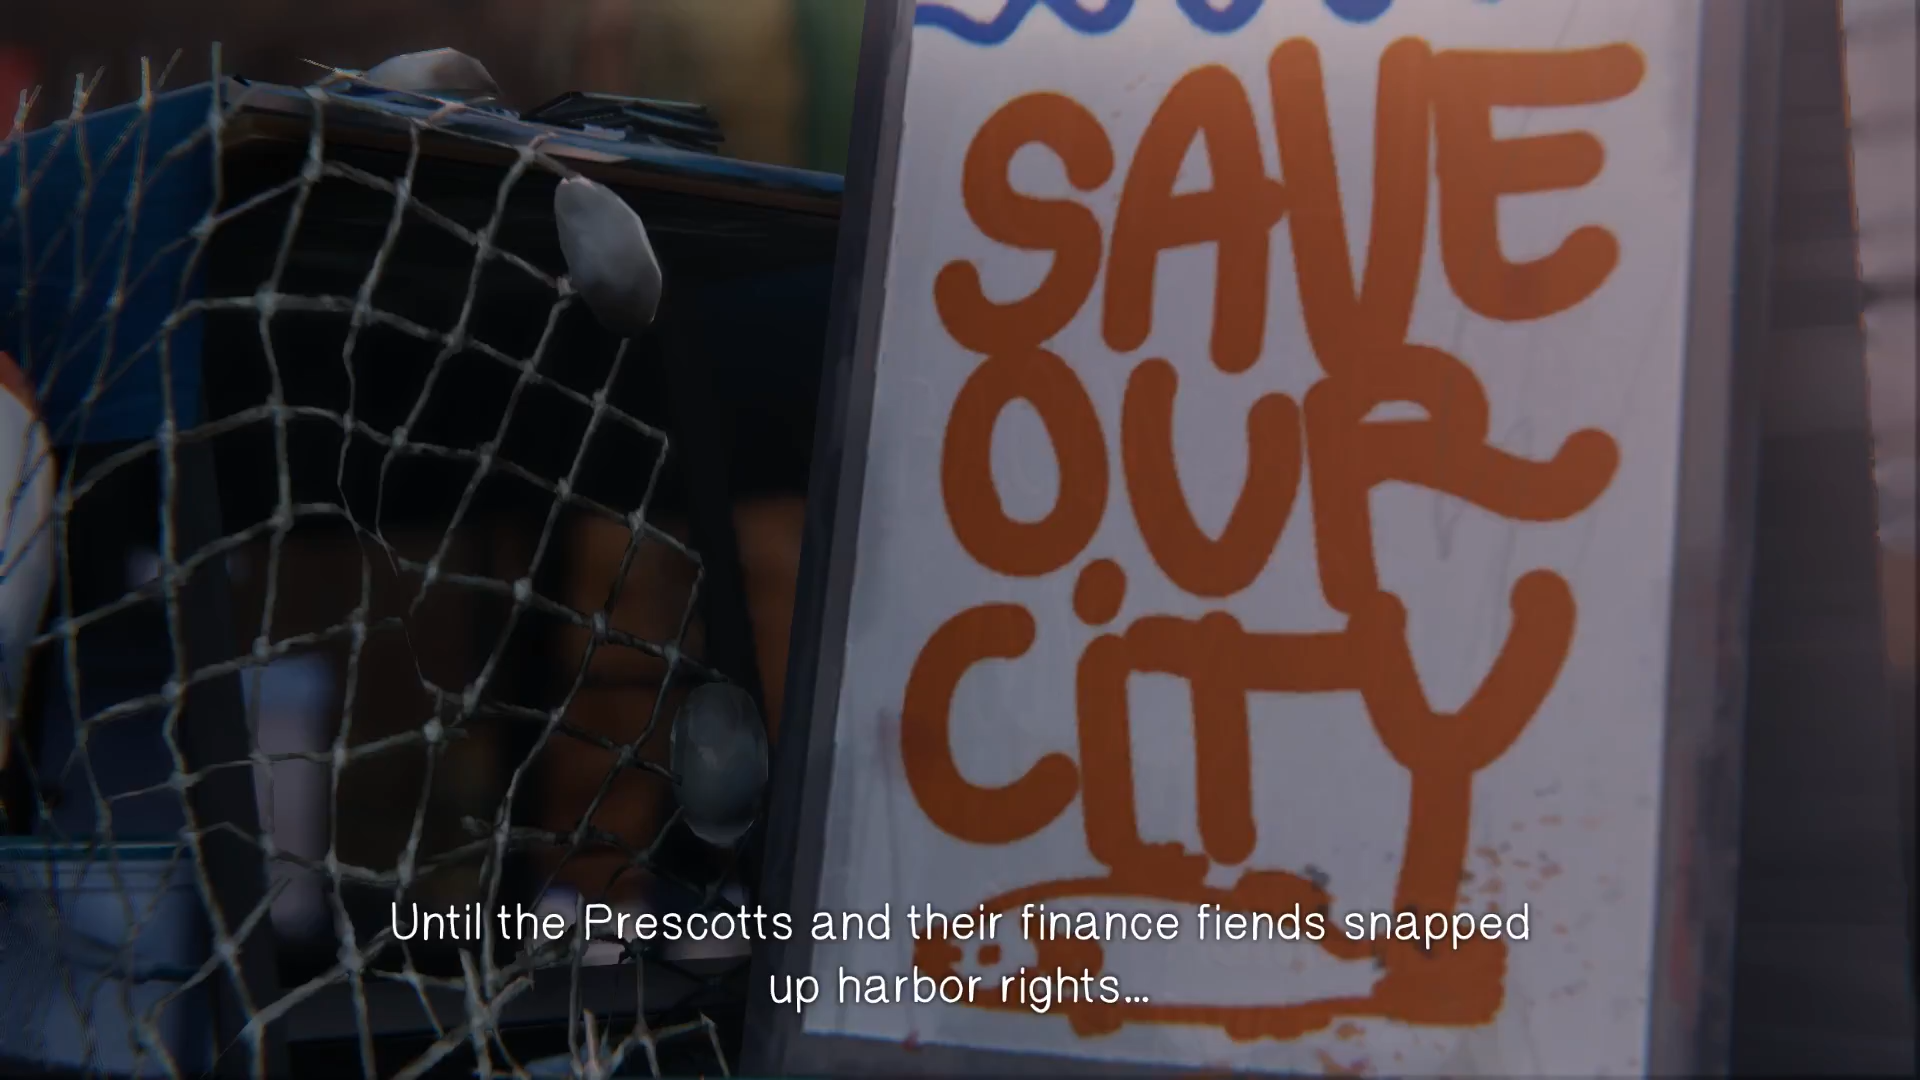 SAVE
OUR
CITY
Until the Prescotts and their finance fiends snapped
up harbor rights...